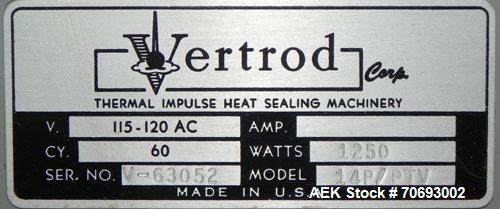 Vertrod Corp.
THERMAL IMPULSE HEAT SEALING MACHINERY
V. 115-120 AC AMP.
CY. 60 WATTS 1250
SER. NO. V-63052 MODEL 14P/PTV
MADE IN U.S.
AEK Stock # 70693002